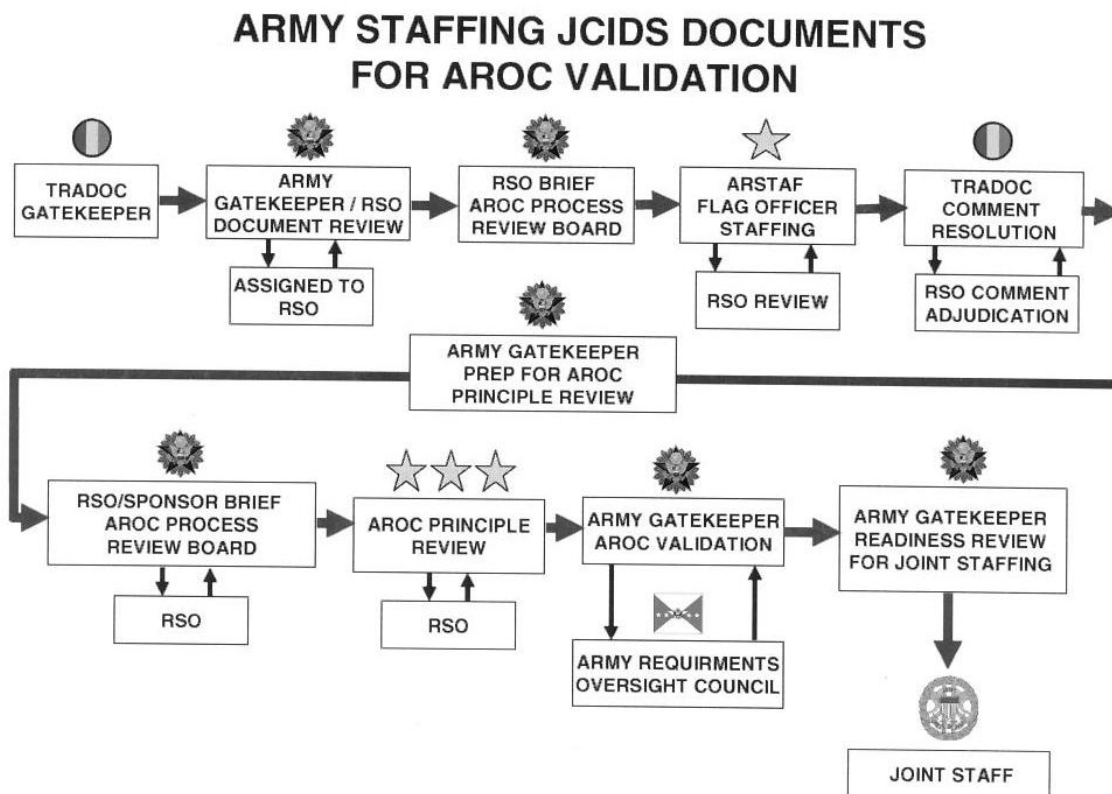 ARMY STAFFING JCIDS DOCUMENTS
FOR AROC VALIDATION
TRADOC
GATEKEEPER
ARMY
GATEKEEPER / RSO
DOCUMENT REVIEW
ASSIGNED TO
RSO
RSO BRIEF
AROC PROCESS
REVIEW BOARD
ARSTAF
FLAG OFFICER
STAFFING
RSO REVIEW
TRADOC
COMMENT
RESOLUTION
RSO COMMENT
ADJUDICATION
ARMY GATEKEEPER
PREP FOR AROC
PRINCIPLE REVIEW
RSO/SPONSOR BRIEF
AROC PROCESS
REVIEW BOARD
RSO
AROC PRINCIPLE
REVIEW
RSO
ARMY GATEKEEPER
AROC VALIDATION
ARMY REQUIRMENTS
OVERSIGHT COUNCIL
ARMY GATEKEEPER
READINESS REVIEW
FOR JOINT STAFFING
JOINT STAFF